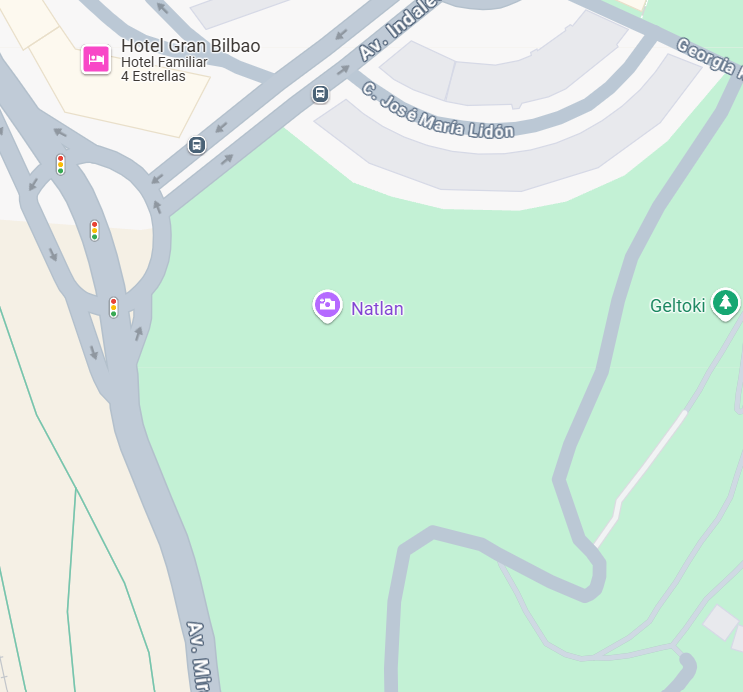 Hotel Gran Bilbao
Hotel Familiar
4 Estrellas
Av. Indale
Georgia
C. José María Lidón
Natlan
Geltoki
Av. Mir